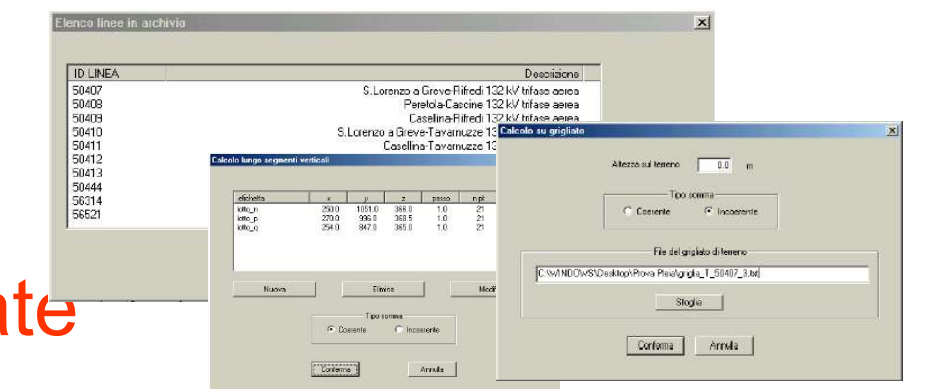 Elenco linee in archivio
ID LINEA Descrizione
50407 S.Lorenzo a Greve-Rifredi 132 kV trifase aerea
50408 Peretola-Cascine 132 kV trifase aerea
50409 Casellina-Rifredi 132 kV trifase aerea
50410 S.Lorenzo a Greve-Tavarnuzze 13
50411 Casellina-Tavarnuzze 13
50412
50413
50444
56314
56521
Calcolo lungo segmenti verticali
etichetta x y z passo n.pt
lotto_n 250.0 1051.0 366.0 1.0 21
lotto_p 270.0 996.0 368.5 1.0 21
lotto_q 254.0 847.0 365.0 1.0 21
Nuova Elimina Modif
Tipo somma
Coerente Incoerente
Conferma Annulla
Calcolo su grigliato
Altezza sul terreno 0.0 m
Tipo somma
Coerente Incoerente
File del grigliato di terreno
C:\WINDOWS\Desktop\Prova Pleia\griglia_T_50407_3.txt
Sfoglia
Conferma Annulla
ate